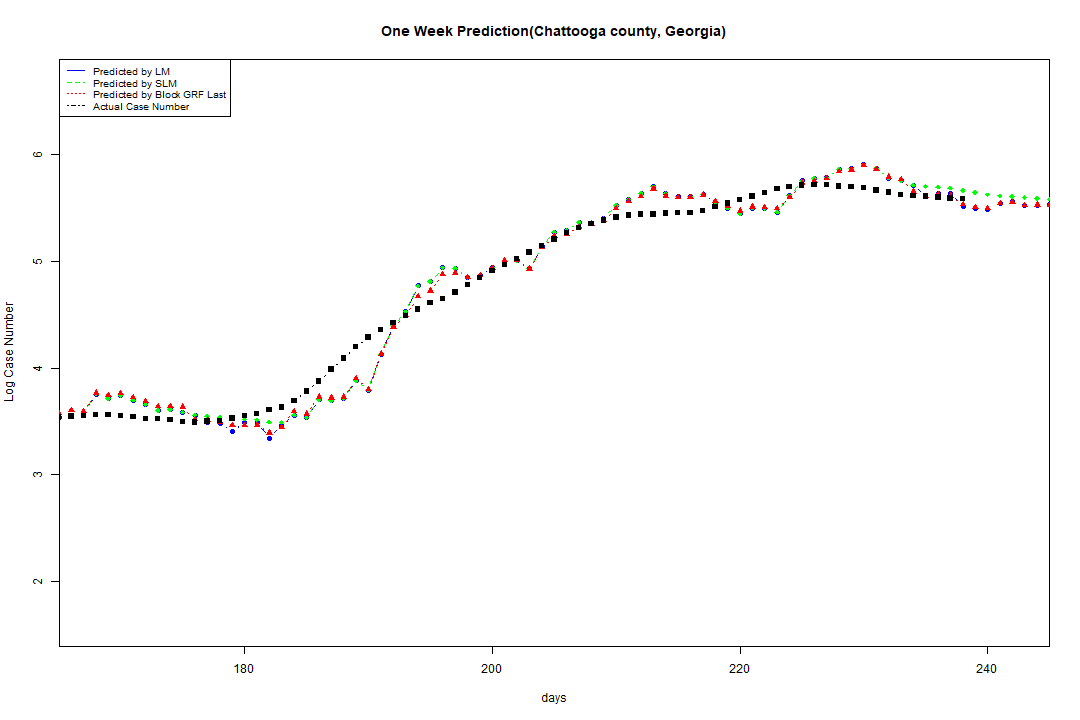 One Week Prediction(Chattooga county, Georgia)
Predicted by LM
Predicted by SLM
Predicted by Block GRF Last
Actual Case Number
6
5
4
3
2
Log Case Number
180 200 220 240
days